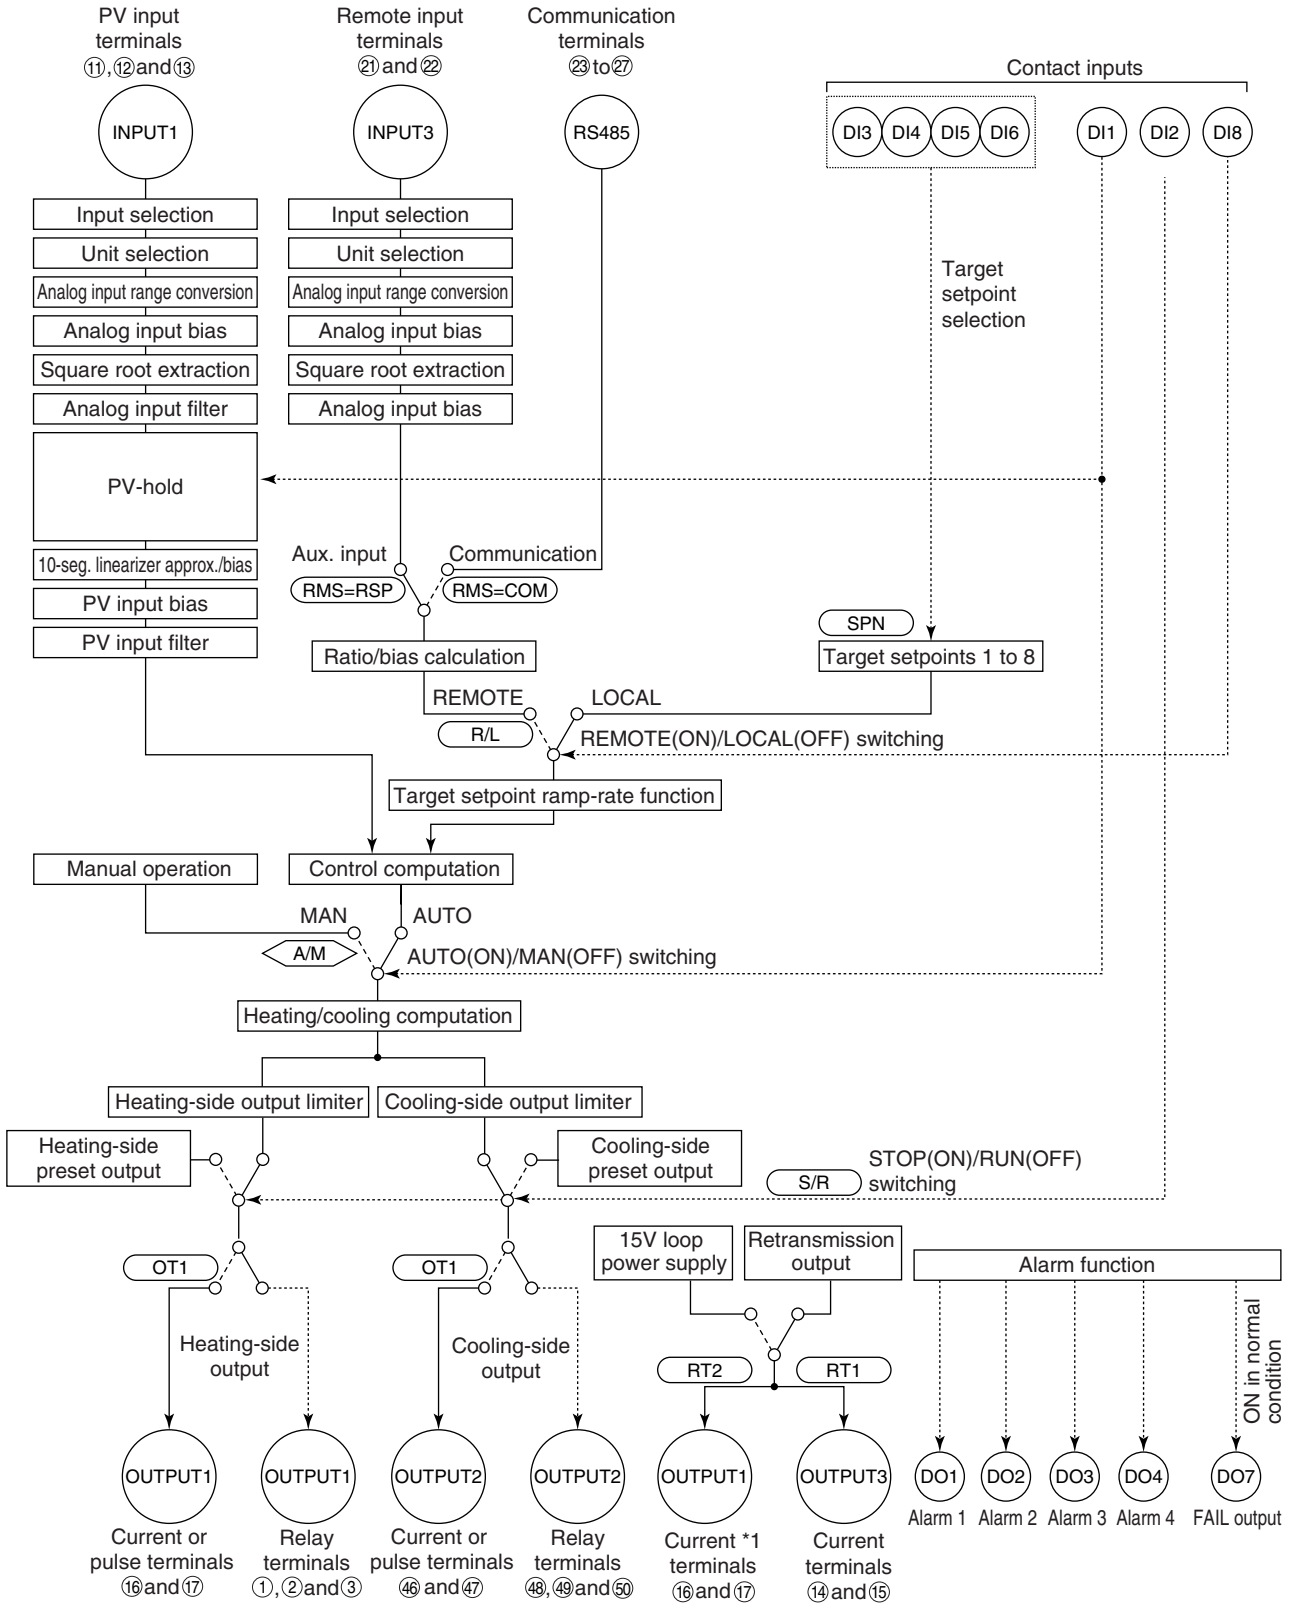 PV input
terminals
⑪,⑫and⑬
Remote input
terminals
㉑and㉒
Communication
terminals
㉓to㉗
Contact inputs
INPUT1
INPUT3
RS485
DI3
DI4
DI5
DI6
DI1
DI2
DI8
Input selection
Unit selection
Analog input range conversion
Analog input bias
Square root extraction
Analog input filter
PV-hold
10-seg. linearizer approx./bias
PV input bias
PV input filter
Input selection
Unit selection
Analog input range conversion
Analog input bias
Square root extraction
Analog input bias
Target
setpoint
selection
Aux. input
Communication
RMS=RSP
RMS=COM
Ratio/bias calculation
SPN
Target setpoints 1 to 8
REMOTE
LOCAL
R/L
REMOTE(ON)/LOCAL(OFF) switching
Target setpoint ramp-rate function
Manual operation
Control computation
MAN
AUTO
A/M
AUTO(ON)/MAN(OFF) switching
Heating/cooling computation
Heating-side output limiter
Cooling-side output limiter
Heating-side
preset output
Cooling-side
preset output
STOP(ON)/RUN(OFF)
switching
S/R
OT1
OT1
15V loop
power supply
Retransmission
output
Alarm function
Heating-side
output
Cooling-side
output
RT2
RT1
ON in normal
condition
OUTPUT1
OUTPUT1
OUTPUT2
OUTPUT2
OUTPUT1
OUTPUT3
DO1
DO2
DO3
DO4
DO7
Alarm 1
Alarm 2
Alarm 3
Alarm 4
FAIL output
Current or
pulse terminals
⑯and⑰
Relay
terminals
①,②and③
Current or
pulse terminals
㊻and㊼
Relay
terminals
㊽,㊾and㊿
Current *1
terminals
⑯and⑰
Current
terminals
⑭and⑮